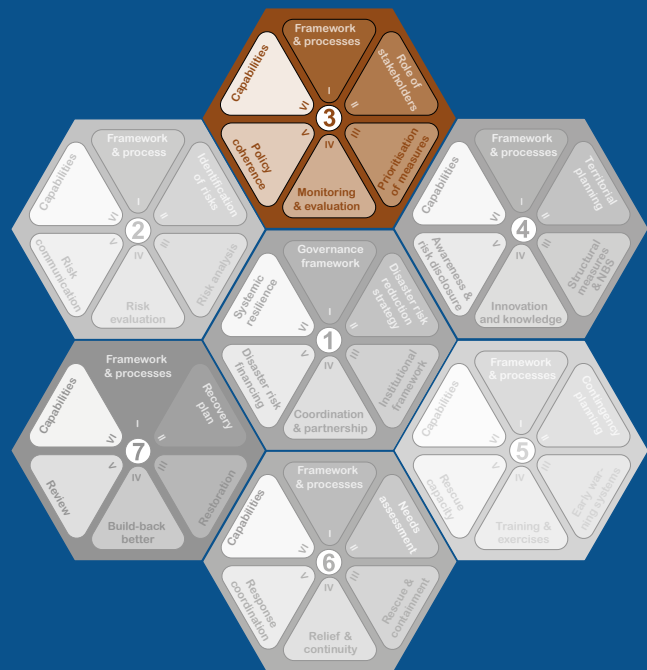 Framework
& processes
I
Role of
stakeholders
II
Prioritisation
of measures
III
Monitoring
& evaluation
IV
Policy
coherence
V
Capabilities
VI
3
Framework
& process
I
Identification
of risks
II
Risk analysis
III
Risk
evaluation
IV
Risk
communication
V
Capabilities
VI
2
Framework
& processes
I
Territorial
planning
II
Structural
measures
& NBS
III
Innovation
and knowledge
IV
Awareness &
risk disclosure
V
Capabilities
VI
4
Governance
framework
I
Disaster risk
reduction
strategy
II
Institutional
framework
III
Coordination
& partnership
IV
Disaster risk
financing
V
Systemic
resilience
VI
1
Framework
& processes
I
Recovery
plan
II
Restoration
III
Build-back
better
IV
Review
V
Capabilities
VI
7
Framework
& processes
I
Contingency
planning
II
Early war-
ning systems
III
Training &
exercises
IV
Rescue
capacity
V
Capabilities
VI
5
Framework
& processes
I
Needs
assessment
II
Rescue &
containment
III
Relief &
continuity
IV
Response
coordination
V
Capabilities
VI
6